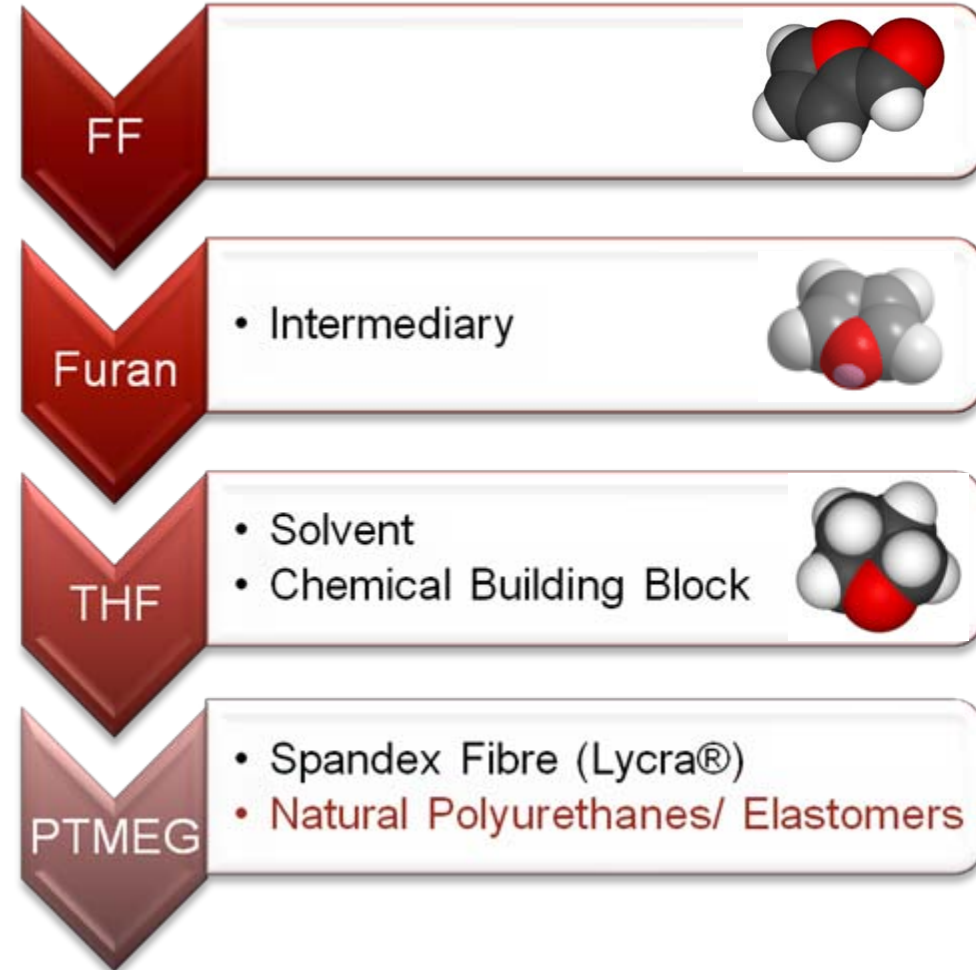 FF
Furan
• Intermediary
THF
• Solvent
• Chemical Building Block
PTMEG
• Spandex Fibre (Lycra®)
• Natural Polyurethanes/ Elastomers